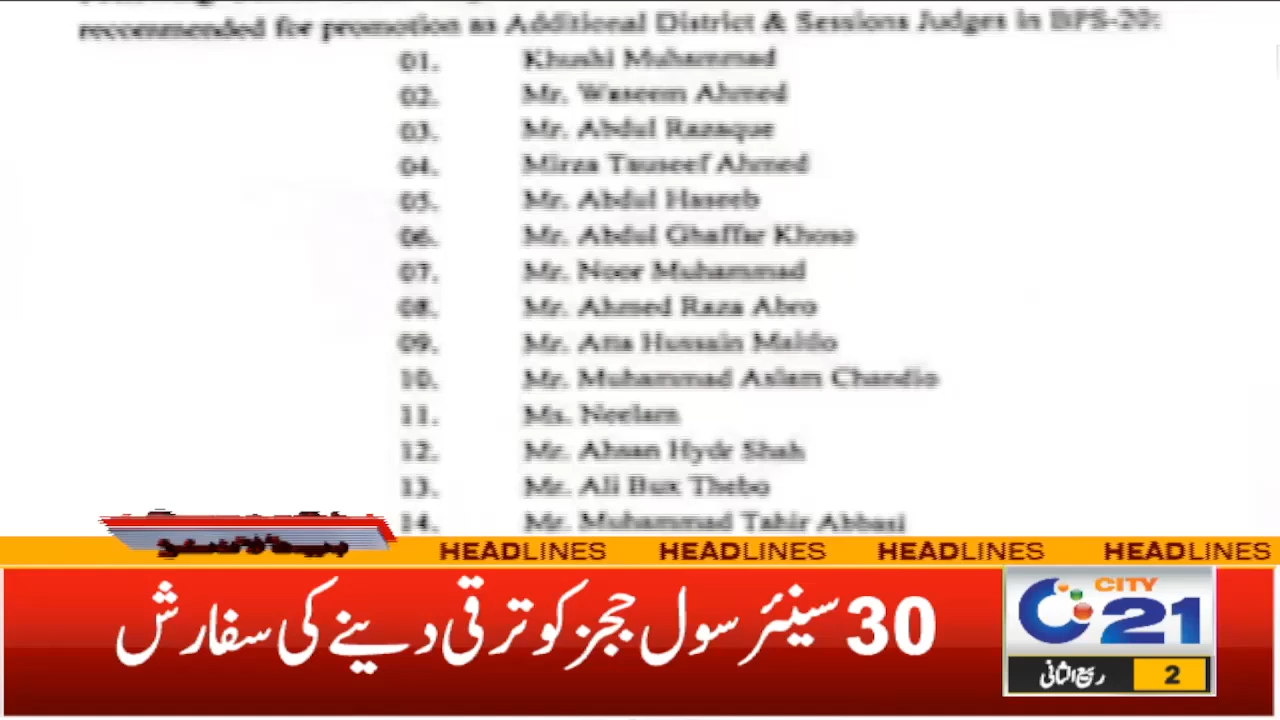 recommended for promotion as Additional District & Sessions Judges in BPS-20:
01. Khushi Muhammad
02. Mr. Waseem Ahmed
03. Mr. Abdul Razaque
04. Mirza Tauseef Ahmed
05. Mr. Abdul Haseeb
06. Mr. Abdul Ghaffar Khoso
07. Mr. Noor Muhammad
08. Mr. Ahmed Raza Abro
09. Mr. Atta Hussain Maldo
10. Mr. Muhammad Aslam Chandio
11. Ms. Neelam
12. Mr. Ahsan Hydr Shah
13. Mr. Ali Bux Thebo
14. Mr. Muhammad Tahir Abbasi
HEADLINES HEADLINES HEADLINES HEADLINES
30 سینئر سول ججز کو ترقی دینے کی سفارش
CITY
21
2 ربیع الثانی